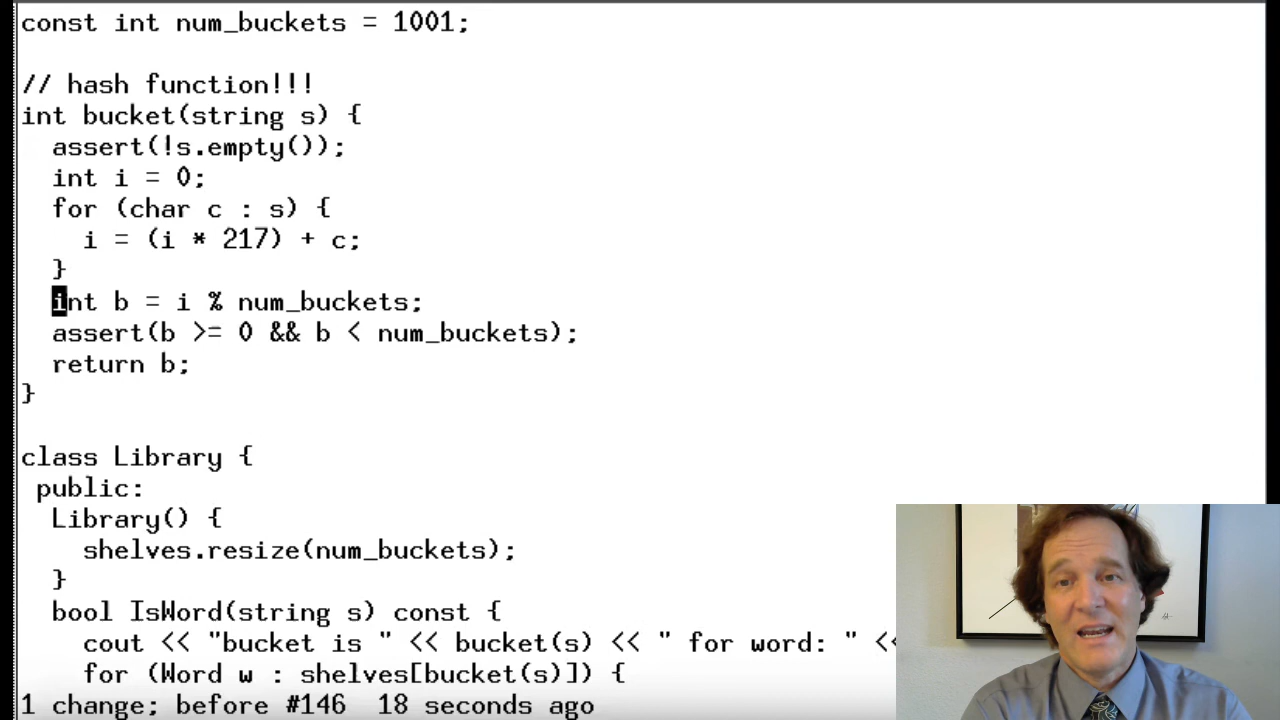 const int num_buckets = 1001;
// hash function!!!
int bucket(string s) {
assert(!s.empty());
int i = 0;
for (char c : s) {
i = (i * 217) + c;
}
int b = i % num_buckets;
assert(b >= 0 && b < num_buckets);
return b;
}
class Library {
public:
Library() {
shelves.resize(num_buckets);
}
bool IsWord(string s) const {
cout << "bucket is " << bucket(s) << " for word: " <<
for (Word w : shelves[bucket(s)]) {
1 change; before #146  18 seconds ago